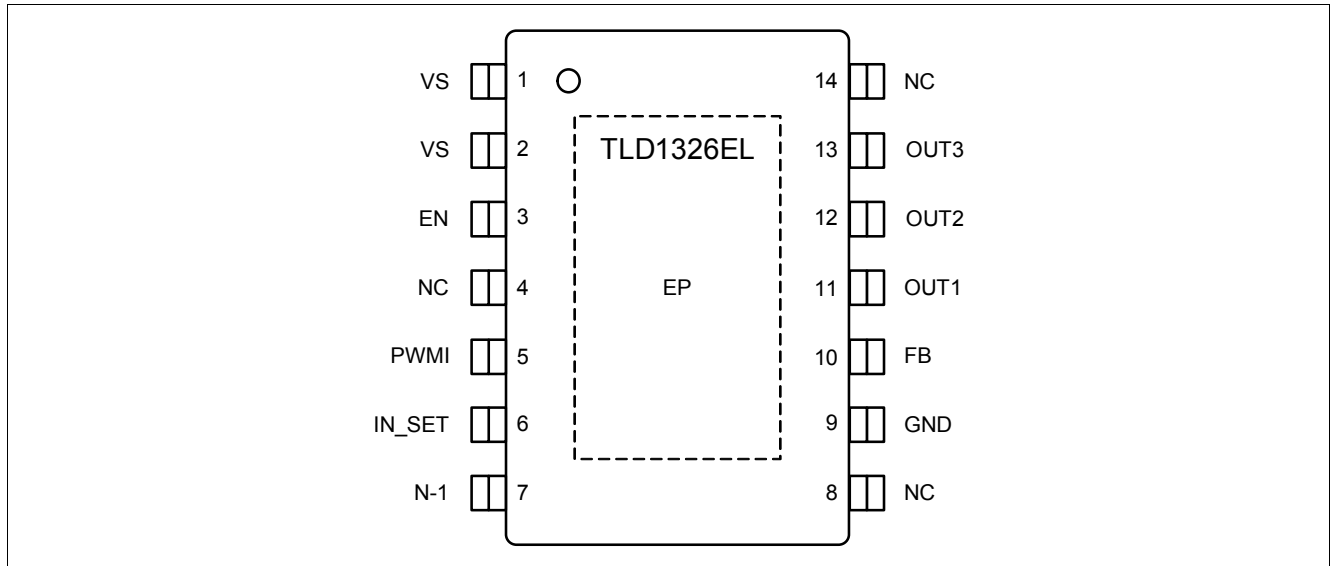 VS 1 14 NC
TLD1326EL
VS 2 13 OUT3
EN 3 12 OUT2
NC 4 EP 11 OUT1
PWMI 5 10 FB
IN_SET 6 9 GND
N-1 7 8 NC